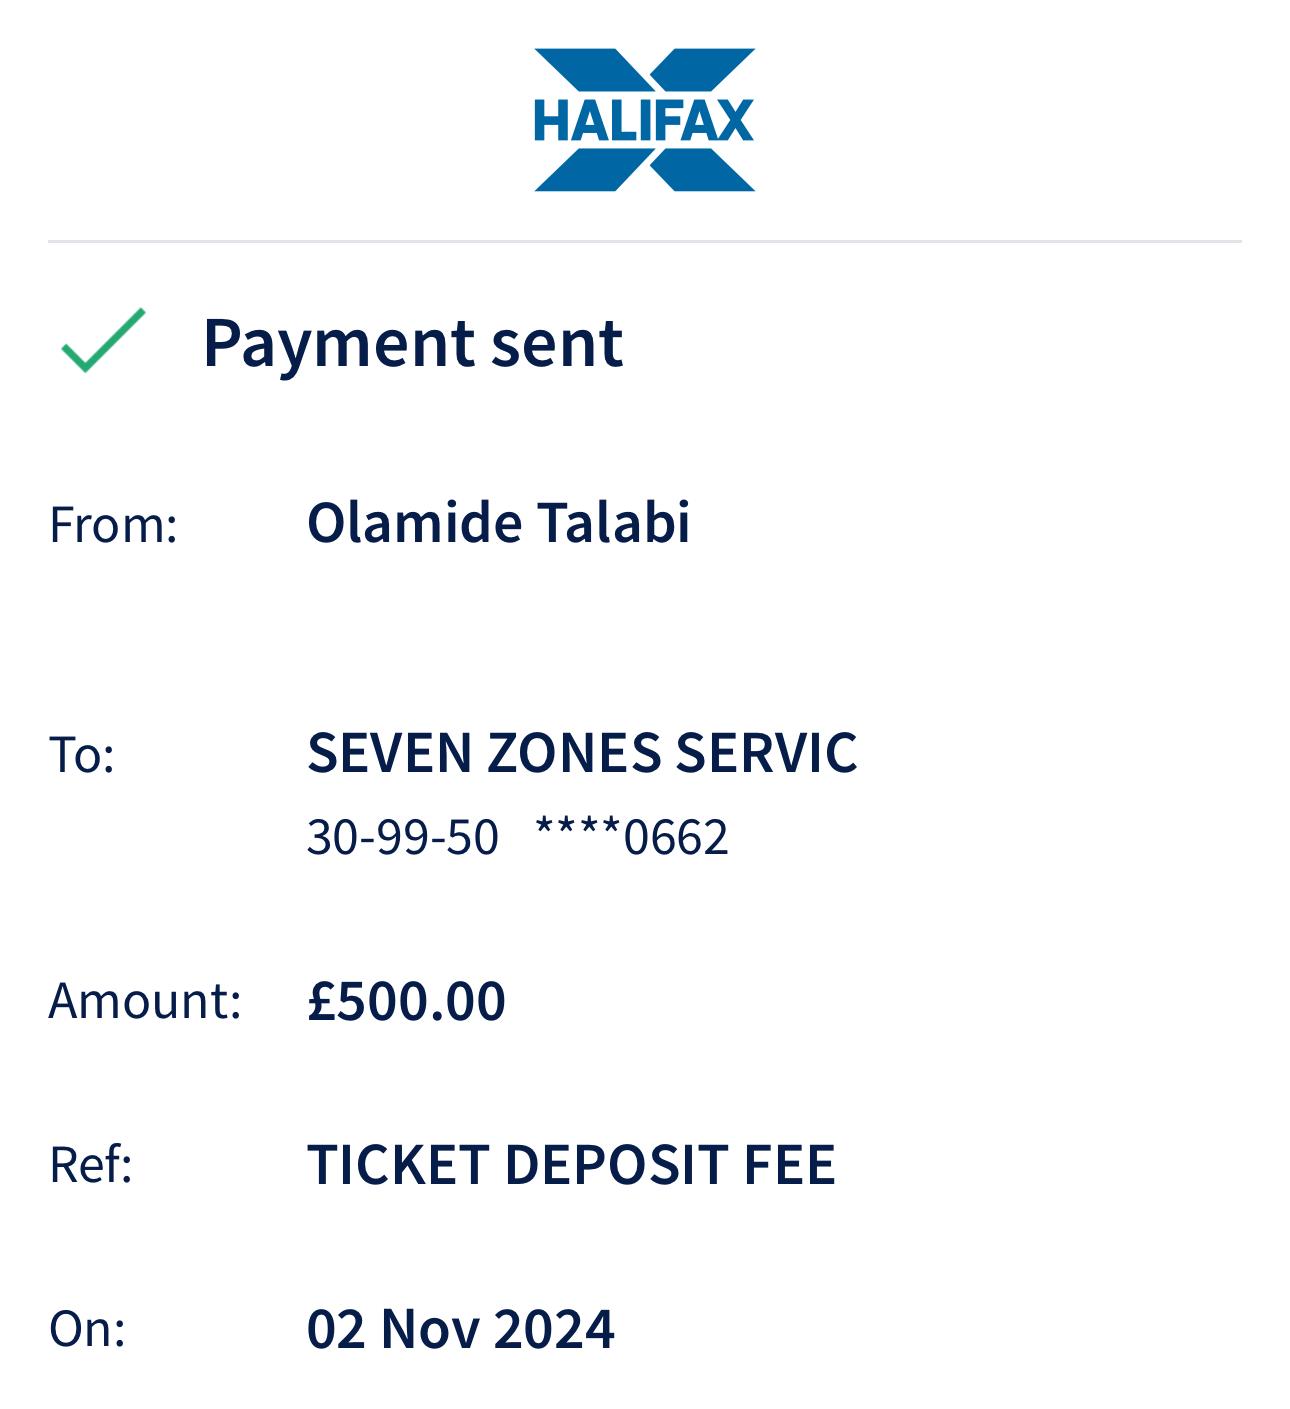 HALIFAX
Payment sent
From: Olamide Talabi
To: SEVEN ZONES SERVIC
30-99-50 ****0662
Amount: £500.00
Ref: TICKET DEPOSIT FEE
On: 02 Nov 2024